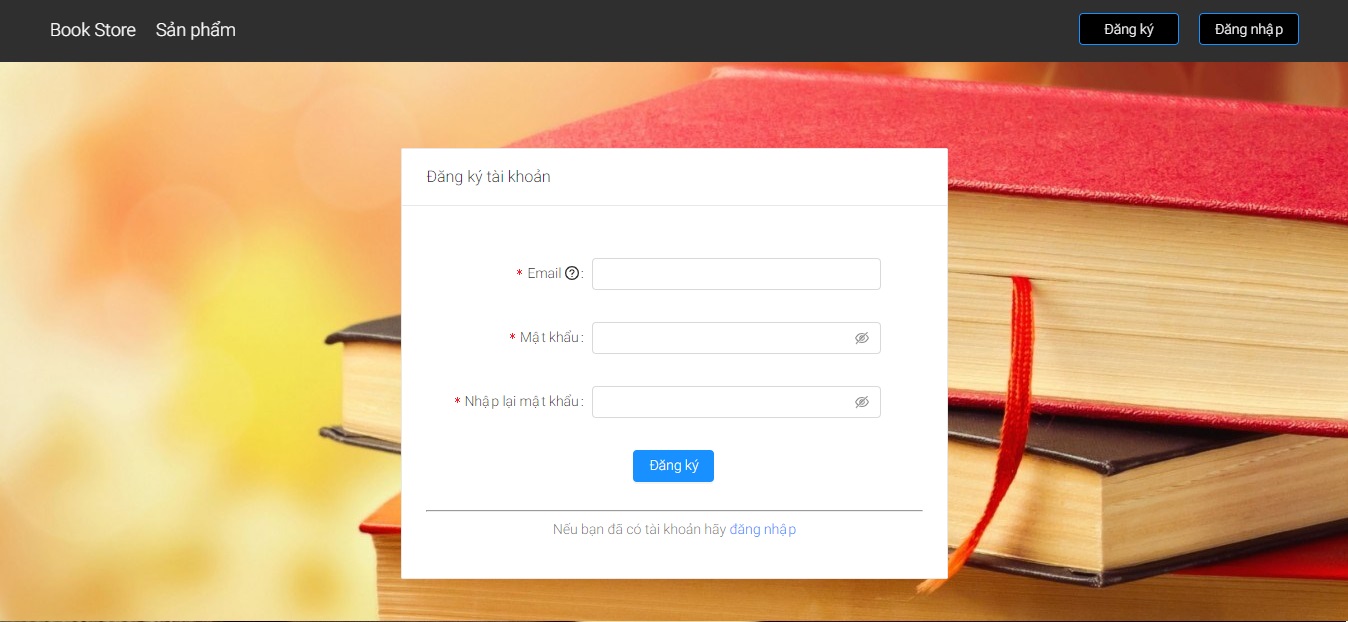 Book Store Sản phẩm Đăng ký Đăng nhập
Đăng ký tài khoản
* Email ? :
* Mật khẩu :
* Nhập lại mật khẩu :
Đăng ký
Nếu bạn đã có tài khoản hãy đăng nhập